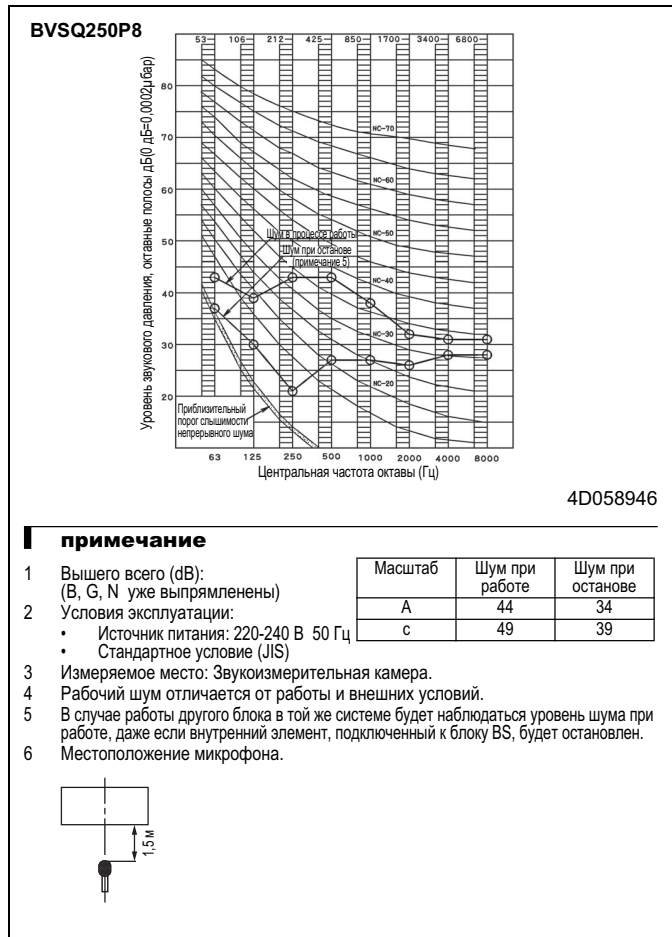 BVSQ250P8
53 106 212 425 850 1700 3400 6800
Уровень звукового давления, октавные полосы дБ(0 дБ=0,0002µбар)
80
70
60
50
40
30
20
NC-70
NC-60
NC-50
NC-40
NC-30
NC-20
Шум в процессе работы
Шум при останове
(примечание 5)
Приблизительный
порог слышимости
непрерывного шума
63 125 250 500 1000 2000 4000 8000
Центральная частота октавы (Гц)
4D058946
примечание
1 Вышего всего (dB):
(B, G, N уже выпрямленены)
2 Условия эксплуатации:
• Источник питания: 220-240 В 50 Гц
• Стандартное условие (JIS)
Масштаб Шум при работе Шум при останове
A 44 34
c 49 39
3 Измеряемое место: Звукоизмерительная камера.
4 Рабочий шум отличается от работы и внешних условий.
5 В случае работы другого блока в той же системе будет наблюдаться уровень шума при
работе, даже если внутренний элемент, подключенный к блоку BS, будет остановлен.
6 Местоположение микрофона.
1,5 м